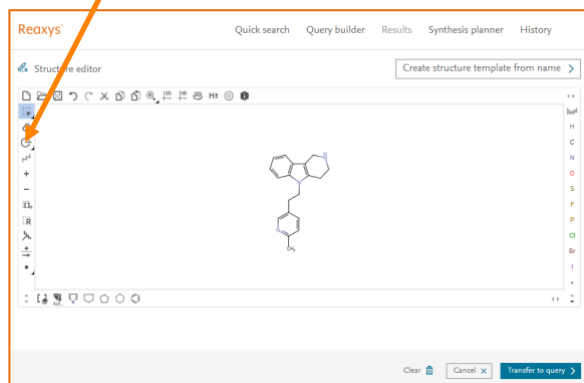 Reaxys
Quick search Query builder Results Synthesis planner History
Structure editor
Create structure template from name
H±
H
C
N
O
S
F
P
Cl
Br
I
R
NH
N
N
CH₃
Clear Cancel Transfer to query